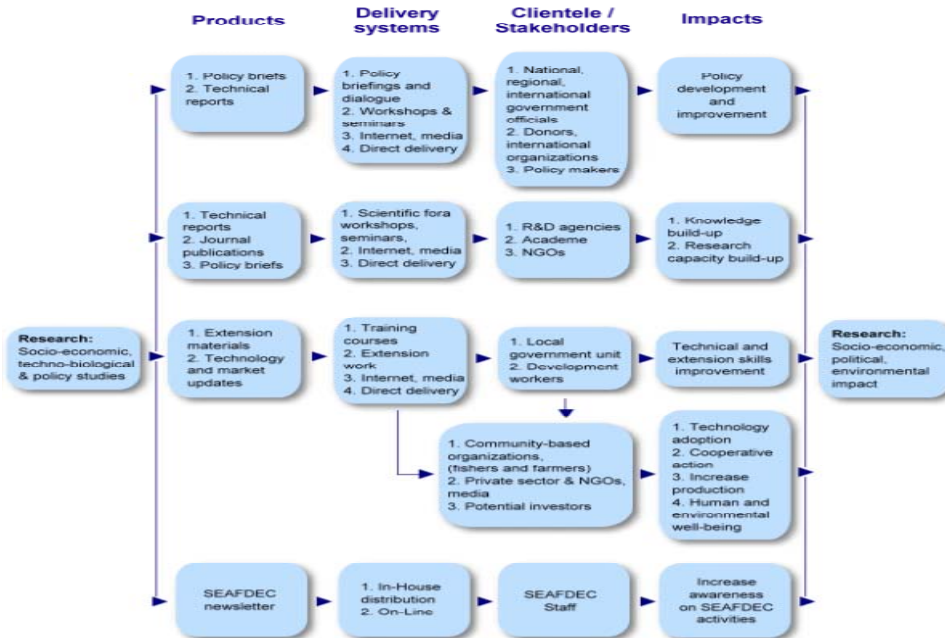 Products
Delivery
systems
Clientele /
Stakeholders
Impacts
1. Policy briefs
2. Technical
reports
1. Policy
briefings and
dialogue
2. Workshops &
seminars
3. Internet, media
4. Direct delivery
1. National,
regional,
international
government
officials
2. Donors,
international
organizations
3. Policy makers
Policy
development
and
improvement
1. Technical
reports
2. Journal
publications
3. Policy briefs
1. Scientific fora
workshops,
seminars,
2. Internet, media
3. Direct delivery
1. R&D agencies
2. Academe
3. NGOs
1. Knowledge
build-up
2. Research
capacity build-up
Research:
Socio-economic,
techno-biological
& policy studies
1. Extension
materials
2. Technology
and market
updates
1. Training
courses
2. Extension
work
3. Internet, media
4. Direct delivery
1. Local
government unit
2. Development
workers
Technical and
extension skills
improvement
Research:
Socio-economic,
political,
environmental
impact
1. Community-based
organizations,
(fishers and farmers)
2. Private sector & NGOs,
media
3. Potential investors
1. Technology
adoption
2. Cooperative
action
3. Increase
production
4. Human and
environmental
well-being
SEAFDEC
newsletter
1. In-House
distribution
2. On-Line
SEAFDEC
Staff
Increase
awareness
on SEAFDEC
activities